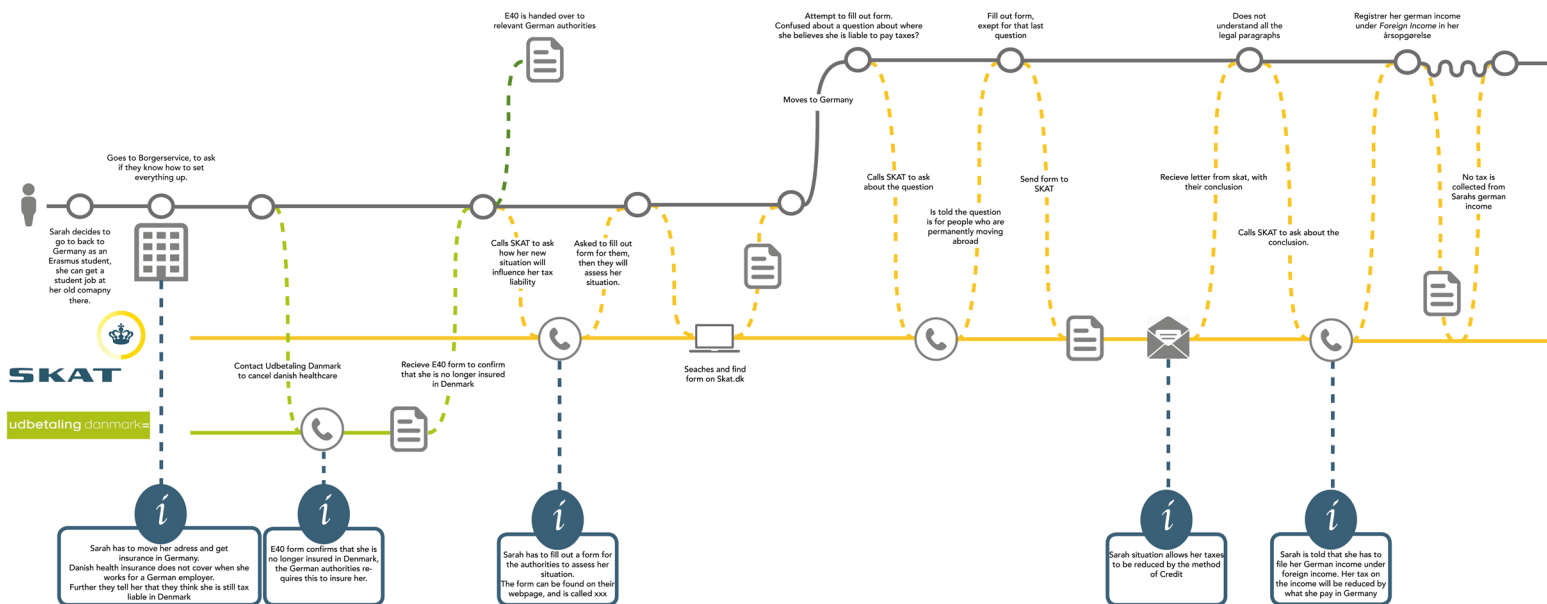 E40 is handed over to
relevant German authorities
Attempt to fill out form.
Confused about a question about where
she believes she is liable to pay taxes?
Fill out form,
exept for that last
question
Does not
understand all the
legal paragraphs
Registrer her german income
under Foreign Income in her
årsopgørelse
Moves to Germany
Goes to Borgerservice, to ask
if they know how to set
everything up.
Sarah decides to
go to back to
Germany as an
Erasmus student,
she can get a
student job at
her old comapny
there.
Calls SKAT to ask
how her new
situation will
influence her tax
liability
Asked to fill out
form for them,
then they will
assess her
situation.
Calls SKAT to ask
about the question
Is told the question
is for people who are
permanently moving
abroad
Send form to
SKAT
Recieve letter from skat, with
their conclusion
Calls SKAT to ask about the
conclusion.
No tax is
collected from
Sarahs german
income
SKAT
Contact Udbetaling Danmark
to cancel danish healthcare
Recieve E40 form to confirm
that she is no longer insured
in Denmark
Seaches and find
form on Skat.dk
udbetaling danmark=
i
Sarah has to move her adress and get
insurance in Germany.
Danish health insurance does not cover when she
works for a German employer.
Further they tell her that they think she is still tax
liable in Denmark
i
E40 form confirms that she is
no longer insured in Denmark,
the German authorities re-
quires this to insure her.
i
Sarah has to fill out a form for
the authorities to assess her
situation.
The form can be found on their
webpage, and is called xxx
i
Sarah situation allows her taxes
to be reduced by the method
of Credit
i
Sarah is told that she has to
file her German income under
foreign income. Her tax on
the income will be reduced by
what she pay in Germany